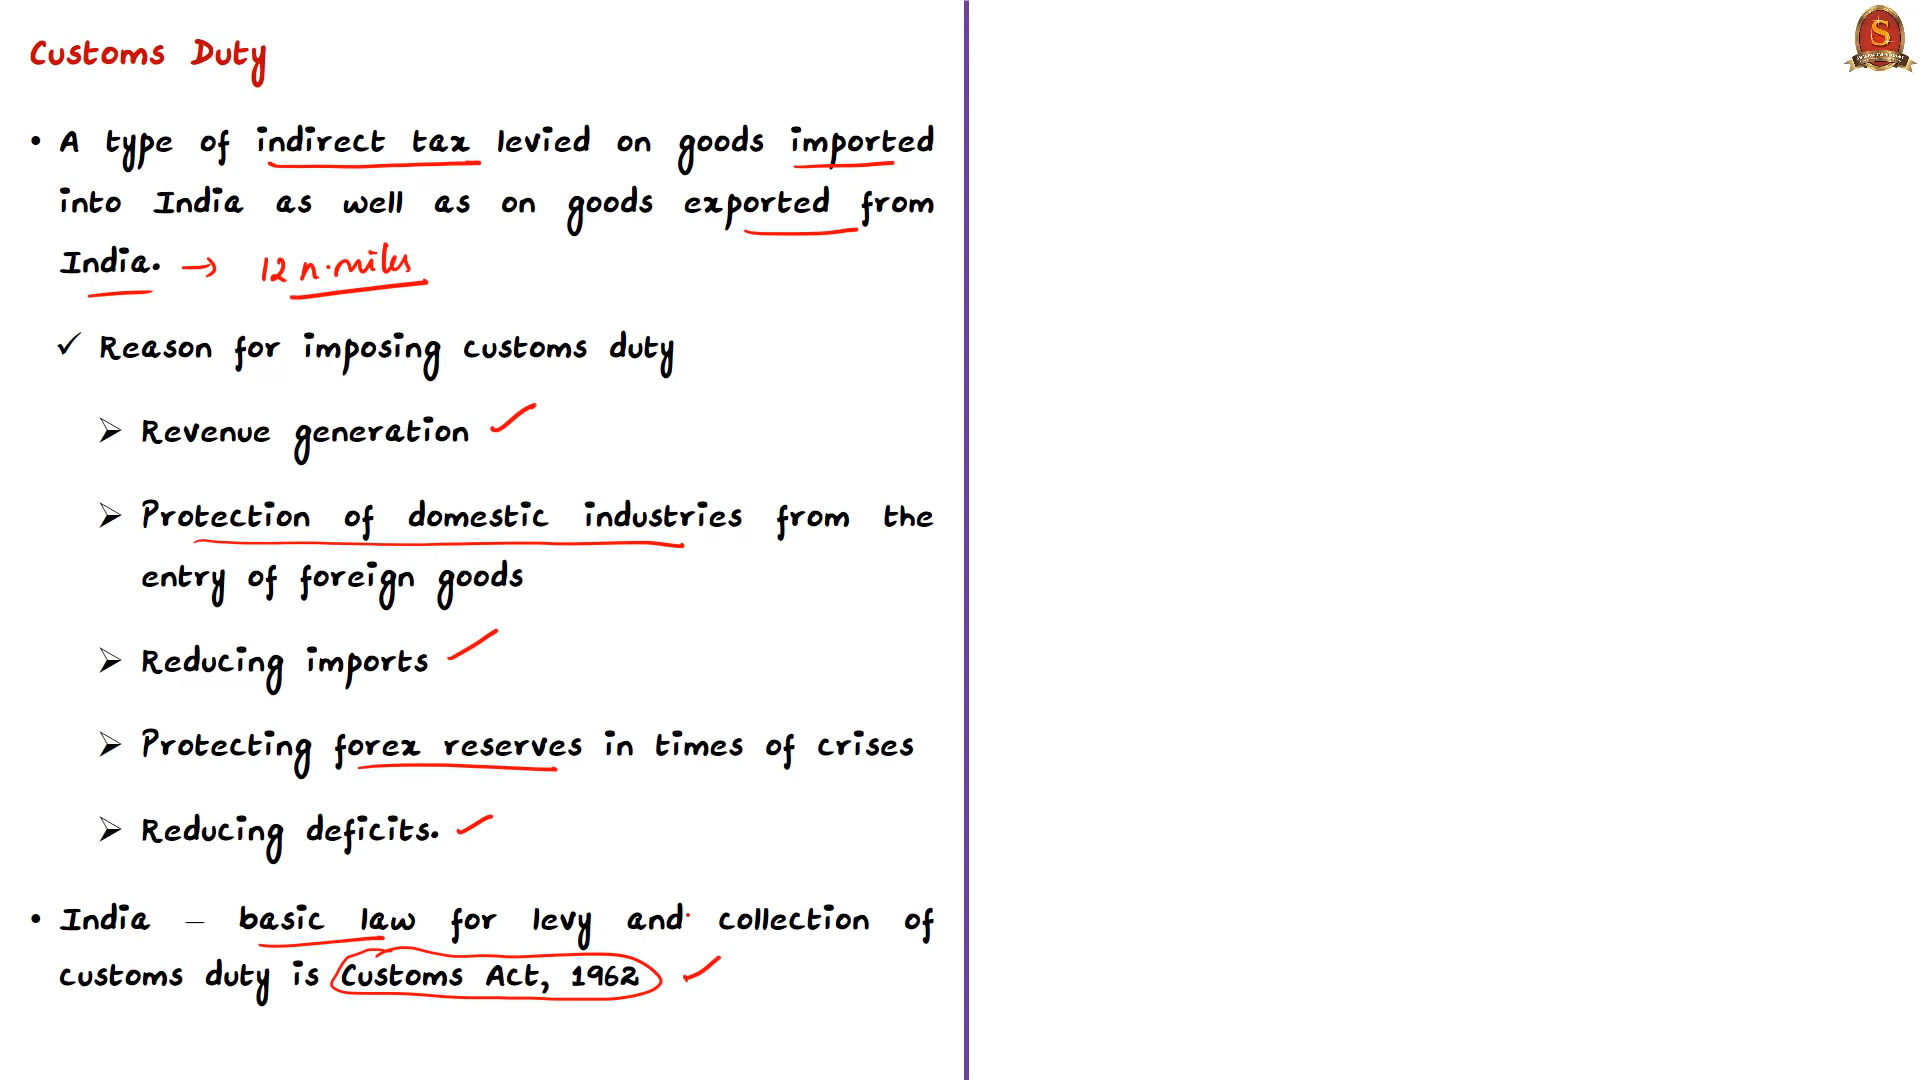 Customs Duty
• A type of indirect tax levied on goods imported
into India as well as on goods exported from
India. → 12 n·miles
✓ Reason for imposing customs duty
➢ Revenue generation
➢ Protection of domestic industries from the
entry of foreign goods
➢ Reducing imports
➢ Protecting forex reserves in times of crises
➢ Reducing deficits.
• India – basic law for levy and collection of
customs duty is Customs Act, 1962
S